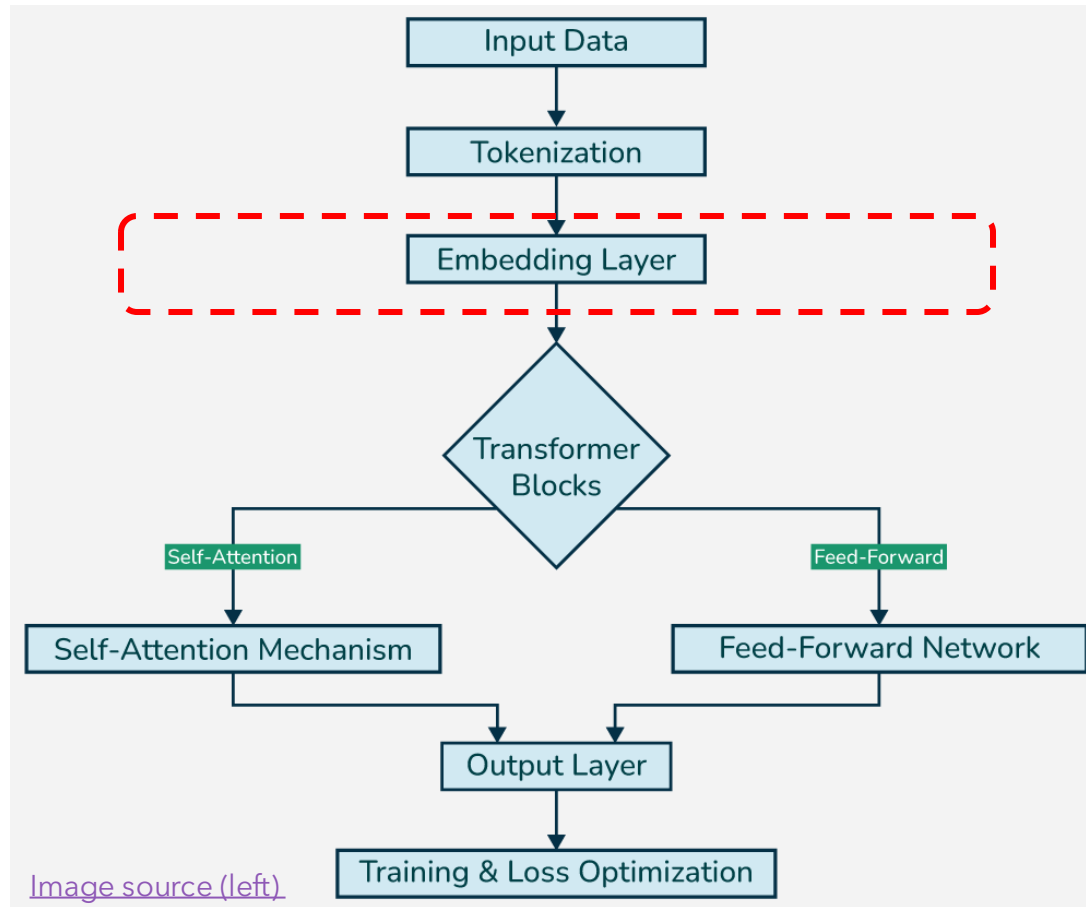 Input Data
Tokenization
Embedding Layer
Transformer
Blocks
Self-Attention
Feed-Forward
Self-Attention Mechanism
Feed-Forward Network
Output Layer
Training & Loss Optimization
Image source (left)